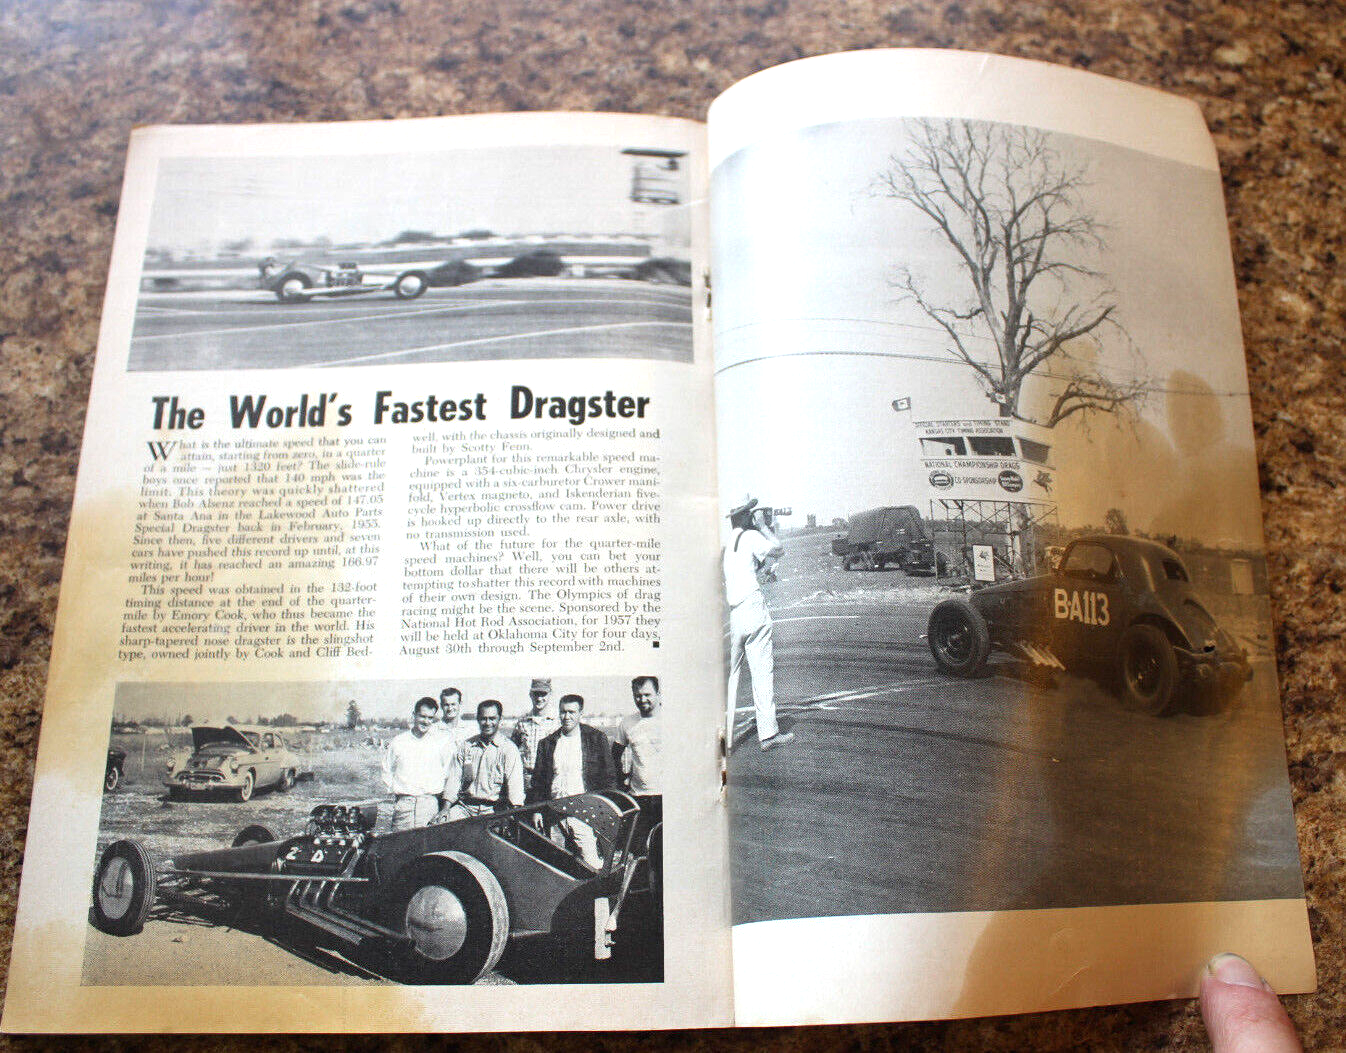 The World's Fastest Dragster
What is the ultimate speed that you can
attain, starting from zero, in a quarter
of a mile — just 1320 feet? The slide-rule
boys once reported that 140 mph was the
limit. This theory was quickly shattered
when Bob Alsenz reached a speed of 147.05
at Santa Ana in the Lakewood Auto Parts
Special Dragster back in February, 1955.
Since then, five different drivers and seven
cars have pushed this record up until, at this
writing, it has reached an amazing 166.97
miles per hour!
This speed was obtained in the 132-foot
timing distance at the end of the quarter-
mile by Emory Cook, who thus became the
fastest accelerating driver in the world. His
sharp-tapered nose dragster is the slingshot
type, owned jointly by Cook and Cliff Bed-
well, with the chassis originally designed and
built by Scotty Fenn.
Powerplant for this remarkable speed ma-
chine is a 354-cubic-inch Chrysler engine,
equipped with a six-carburetor Crower mani-
fold, Vertex magneto, and Iskenderian five-
cycle hyperbolic crossflow cam. Power drive
is hooked up directly to the rear axle, with
no transmission used.
What of the future for the quarter-mile
speed machines? Well, you can bet your
bottom dollar that there will be others at-
tempting to shatter this record with machines
of their own design. The Olympics of drag
racing might be the scene. Sponsored by the
National Hot Rod Association, for 1957 they
will be held at Oklahoma City for four days,
August 30th through September 2nd.
24
OFFICIAL STARTERS and TIMING STAND
KANSAS CITY TIMING ASSOCIATION
NATIONAL CHAMPIONSHIP DRAGS
CO-SPONSORSHIP
B-A113